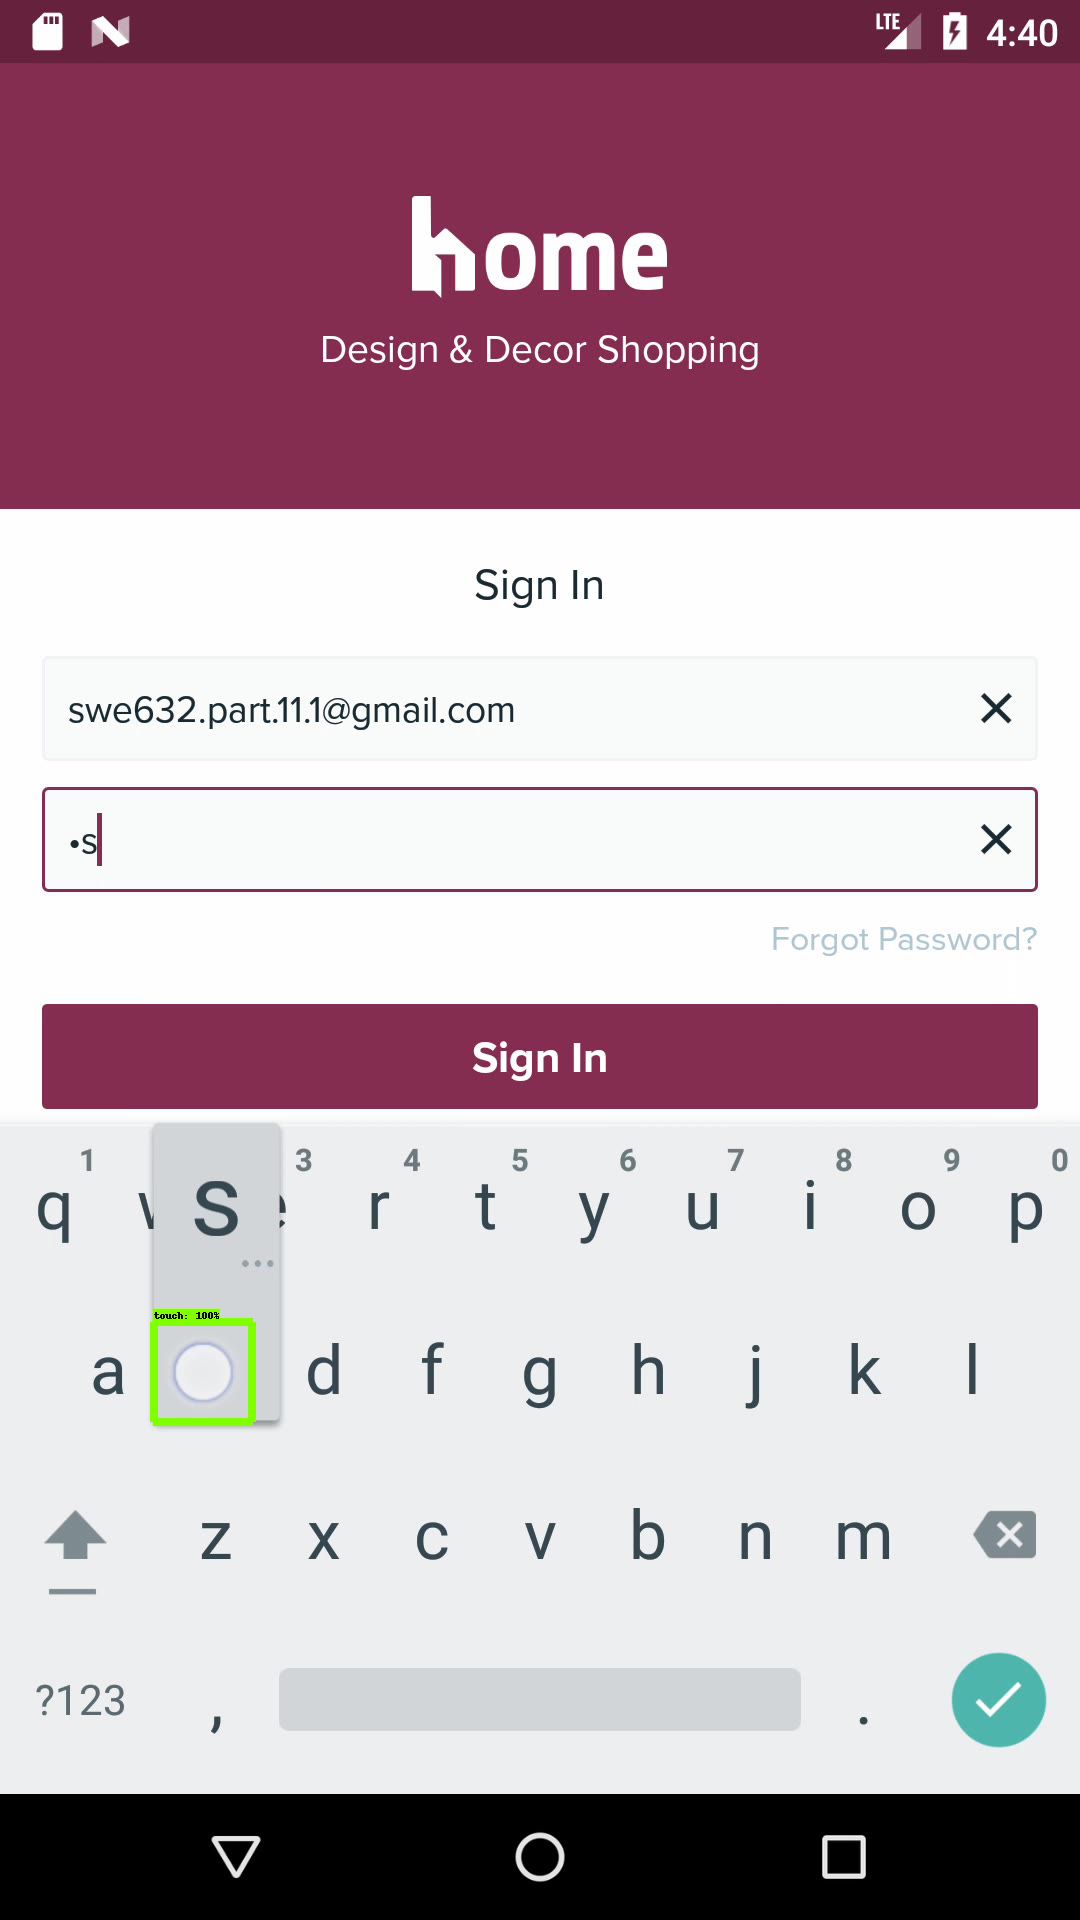 LTE 4:40
home
Design & Decor Shopping
Sign In
swe632.part.11.1@gmail.com
•s
Forgot Password?
Sign In
1 3 4 5 6 7 8 9 0
q w s e r t y u i o p
...
touch: 100%
a d f g h j k l
z x c v b n m
?123 , .